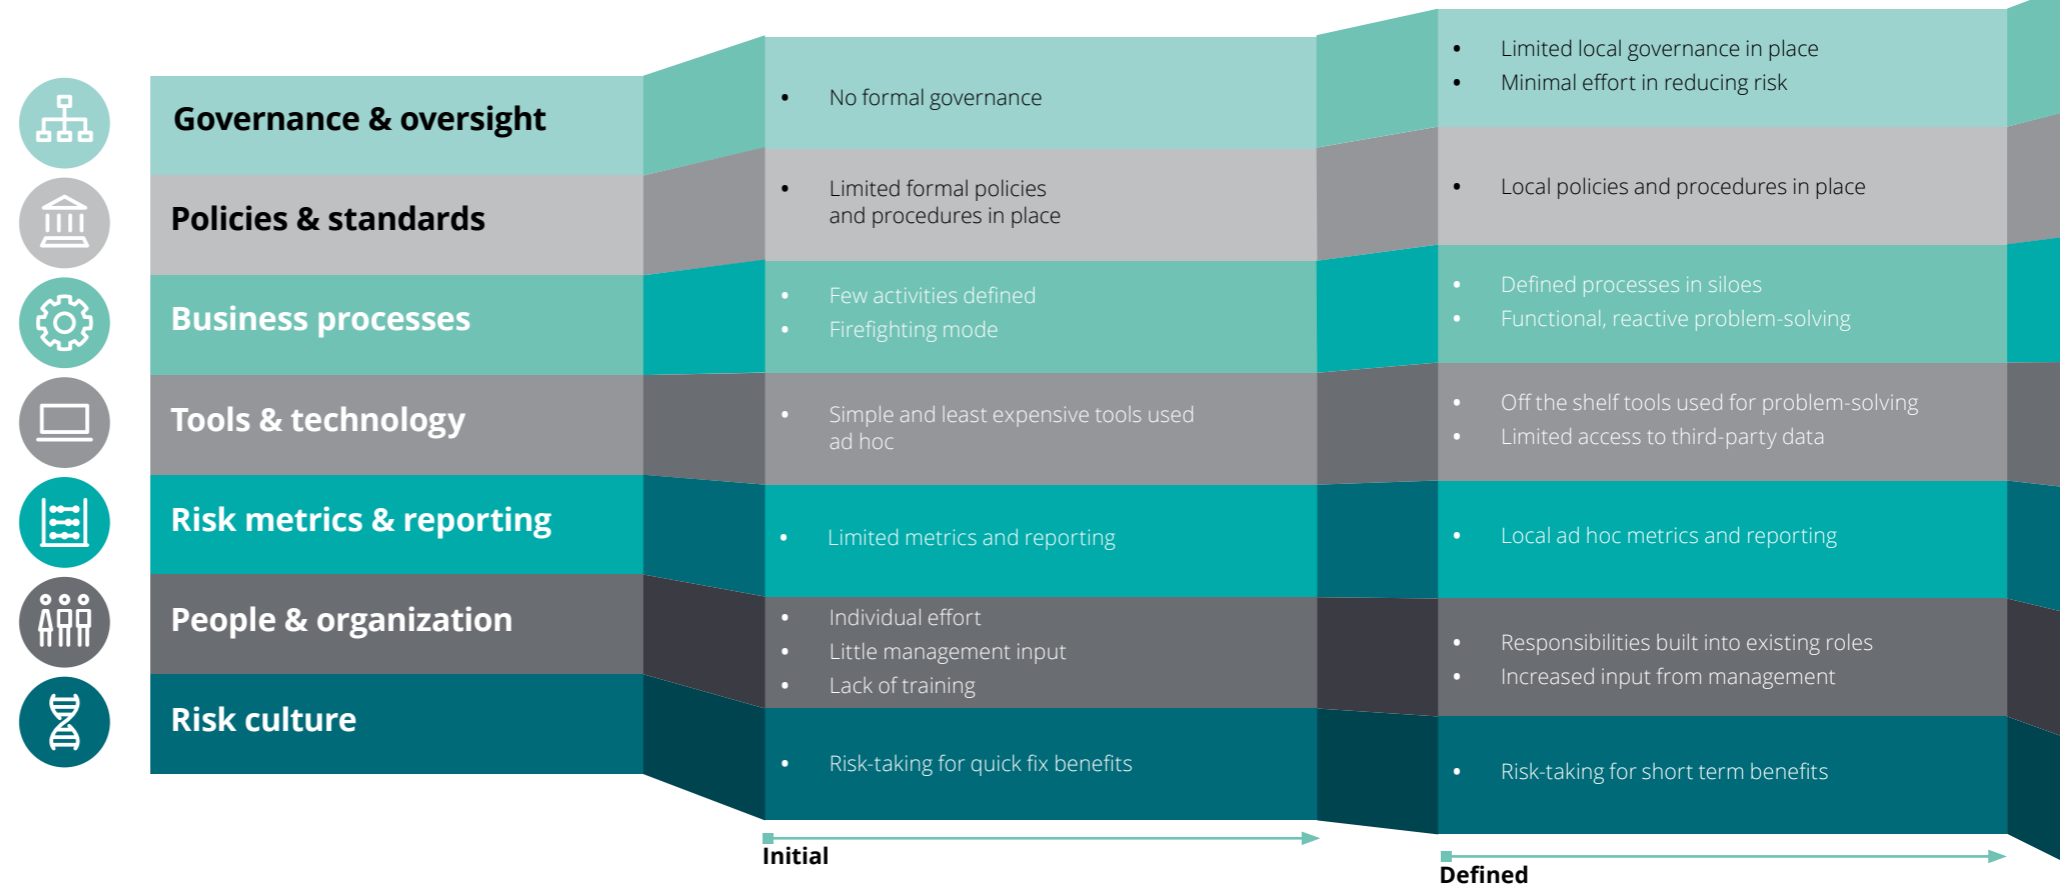 Governance & oversight
• No formal governance
• Limited local governance in place
• Minimal effort in reducing risk
Policies & standards
• Limited formal policies
and procedures in place
• Local policies and procedures in place
Business processes
• Few activities defined
• Firefighting mode
• Defined processes in siloes
• Functional, reactive problem-solving
Tools & technology
• Simple and least expensive tools used
ad hoc
• Off the shelf tools used for problem-solving
• Limited access to third-party data
Risk metrics & reporting
• Limited metrics and reporting
• Local ad hoc metrics and reporting
People & organization
• Individual effort
• Little management input
• Lack of training
• Responsibilities built into existing roles
• Increased input from management
Risk culture
• Risk-taking for quick fix benefits
• Risk-taking for short term benefits
Initial
Defined